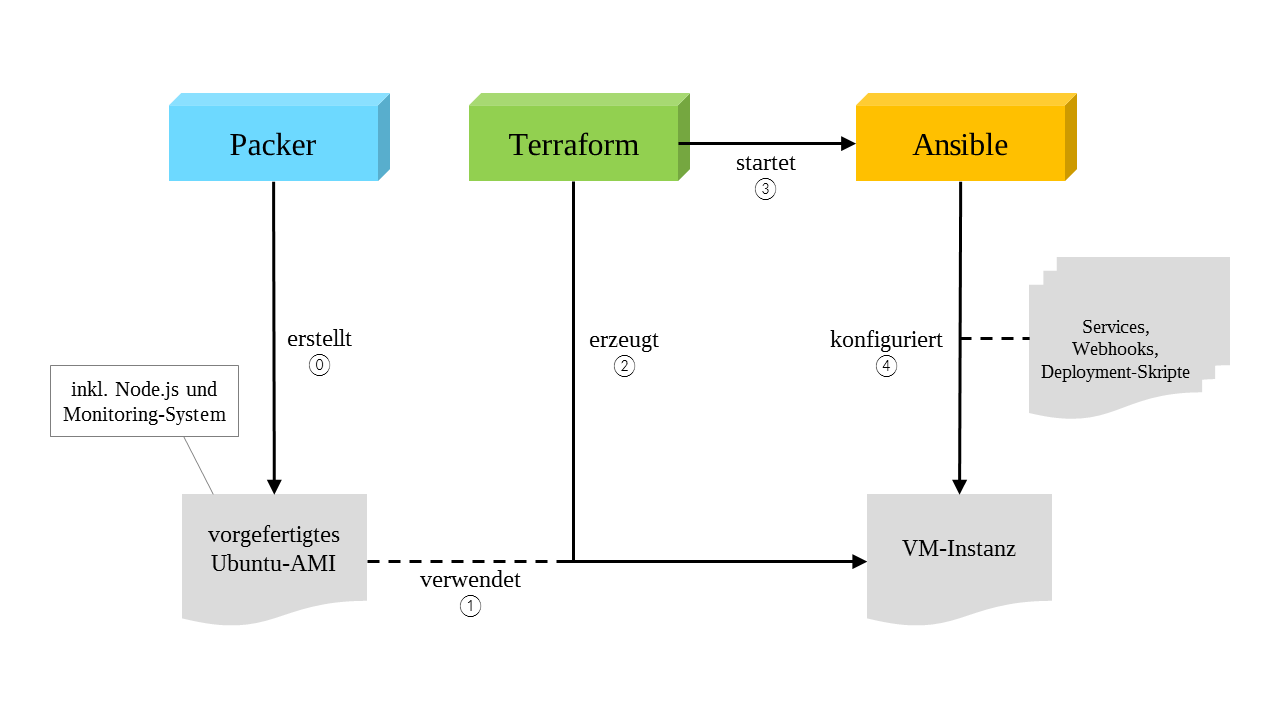 Packer
Terraform
Ansible
startet
③
erstellt
⓪
erzeugt
②
konfiguriert
④
Services,
Webhooks,
Deployment-Skripte
inkl. Node.js und
Monitoring-System
vorgefertigtes
Ubuntu-AMI
verwendet
①
VM-Instanz